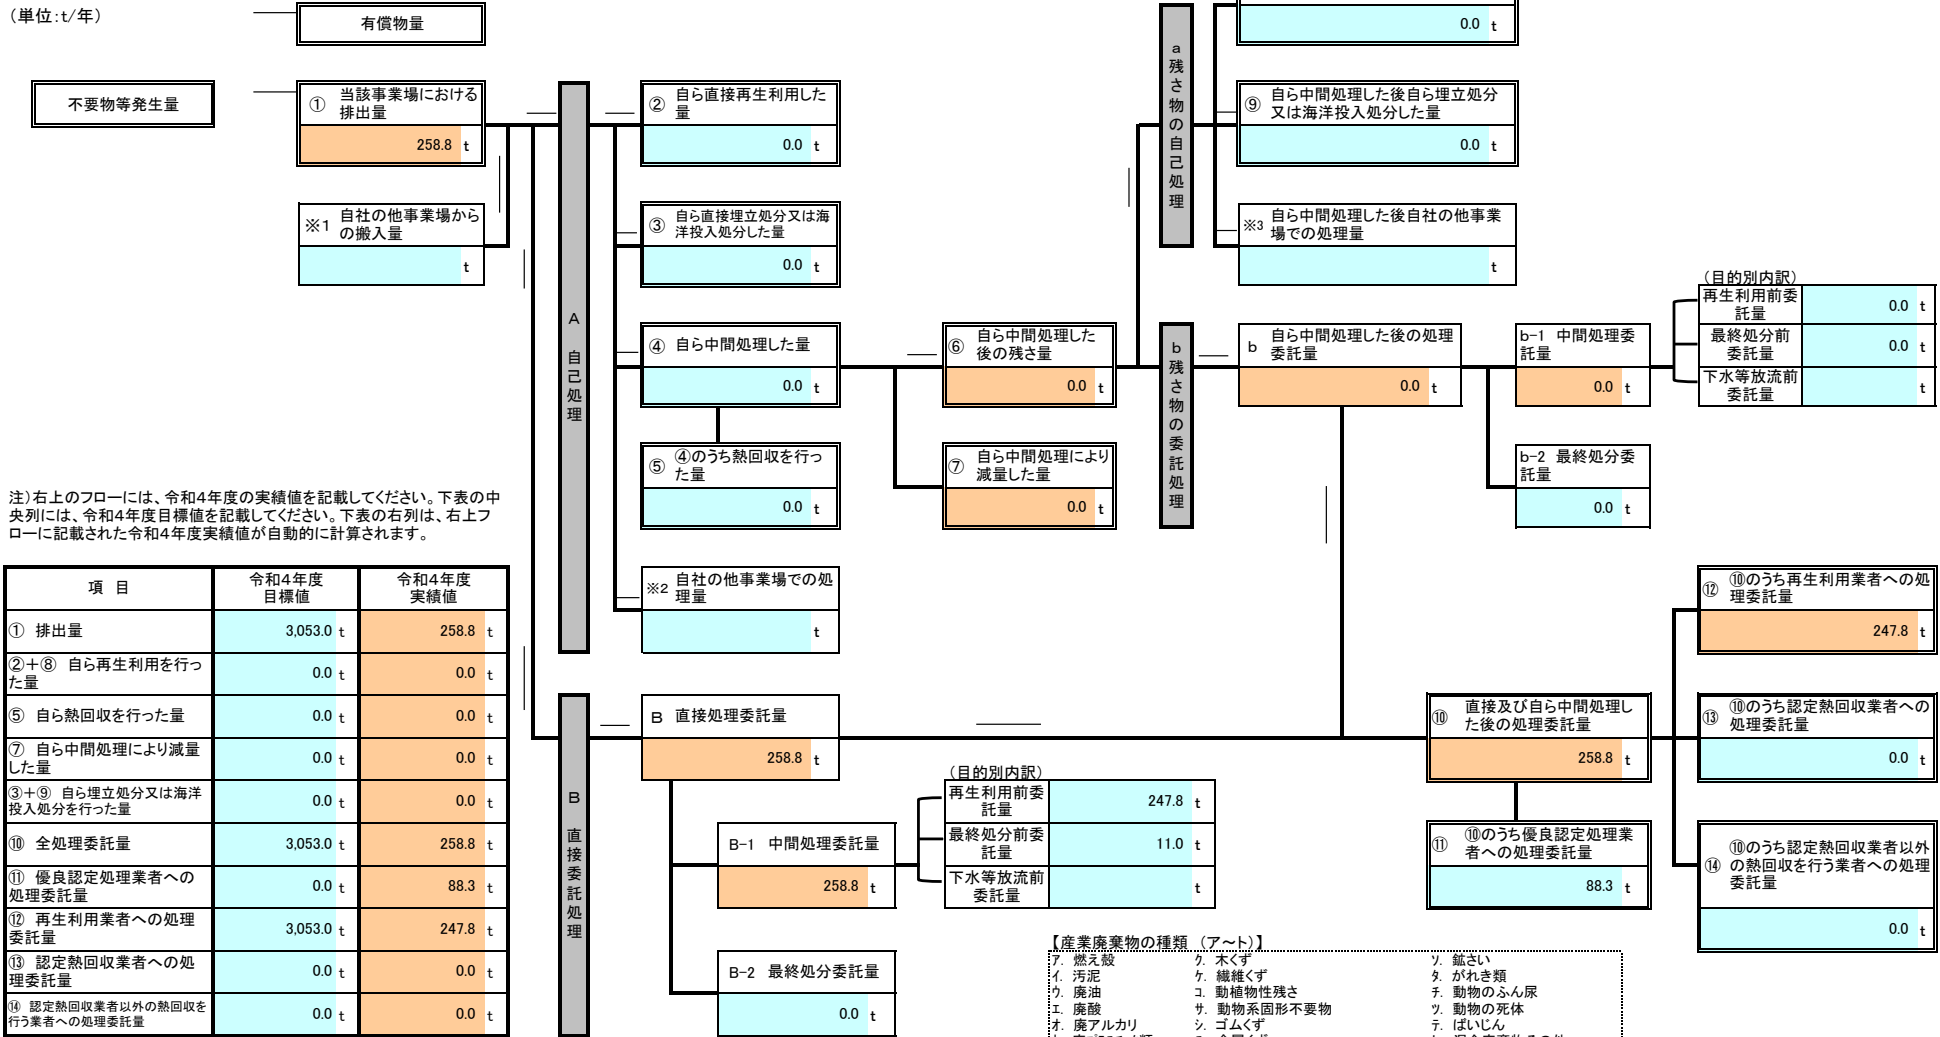 (単位:t/年)
有償物量
0.0 t
不要物等発生量
① 当該事業場における
排出量
258.8 t
※1 自社の他事業場から
の搬入量
t
A
自己処理
② 自ら直接再生利用した
量
0.0 t
③ 自ら直接埋立処分又は海
洋投入処分した量
0.0 t
④ 自ら中間処理した量
0.0 t
⑤ ④のうち熱回収を行っ
た量
0.0 t
※2 自社の他事業場での処
理量
t
⑥ 自ら中間処理した
後の残さ量
0.0 t
⑦ 自ら中間処理により
減量した量
0.0 t
a残さ物の自己処理
⑨ 自ら中間処理した後自ら埋立処分
又は海洋投入処分した量
0.0 t
※3 自ら中間処理した後自社の他事業
場での処理量
t
b残さ物の委託処理
b 自ら中間処理した後の処理
委託量
0.0 t
b-1 中間処理委
託量
0.0 t
b-2 最終処分委
託量
0.0 t
(目的別内訳)
再生利用前委
託量
0.0 t
最終処分前
委託量
0.0 t
下水等放流前
委託量
t
注)右上のフローには、令和4年度の実績値を記載してください。下表の中
央列には、令和4年度目標値を記載してください。下表の右列は、右上フ
ローに記載された令和4年度実績値が自動的に計算されます。
項 目 令和4年度
目標値 令和4年度
実績値
① 排出量 3,053.0 t 258.8 t
②+⑧ 自ら再生利用を行っ
た量 0.0 t 0.0 t
⑤ 自ら熱回収を行った量 0.0 t 0.0 t
⑦ 自ら中間処理により減量
した量 0.0 t 0.0 t
③+⑨ 自ら埋立処分又は海洋
投入処分を行った量 0.0 t 0.0 t
⑩ 全処理委託量 3,053.0 t 258.8 t
⑪ 優良認定処理業者への
処理委託量 0.0 t 88.3 t
⑫ 再生利用業者への処理
委託量 3,053.0 t 247.8 t
⑬ 認定熱回収業者への処
理委託量 0.0 t 0.0 t
⑭ 認定熱回収業者以外の熱回収を
行う業者への処理委託量 0.0 t 0.0 t
B
直接委託処理
B 直接処理委託量
258.8 t
B-1 中間処理委託量
258.8 t
B-2 最終処分委託量
0.0 t
(目的別内訳)
再生利用前委
託量
247.8 t
最終処分前委
託量
11.0 t
下水等放流前
委託量
t
⑩ 直接及び自ら中間処理し
た後の処理委託量
258.8 t
⑪ ⑩のうち優良認定処理業
者への処理委託量
88.3 t
⑫ ⑩のうち再生利用業者への処
理委託量
247.8 t
⑬ ⑩のうち認定熱回収業者への
処理委託量
0.0 t
⑭ ⑩のうち認定熱回収業者以外
の熱回収を行う業者への処理
委託量
0.0 t
【産業廃棄物の種類 (ア~ト)】
ア. 燃え殻 ク. 木くず ソ. 鉱さい
イ. 汚泥 ケ. 繊維くず タ. がれき類
ウ. 廃油 コ. 動植物性残さ チ. 動物のふん尿
エ. 廃酸 サ. 動物系固形不要物 ツ. 動物の死体
オ. 廃アルカリ シ. ゴムくず テ. ばいじん